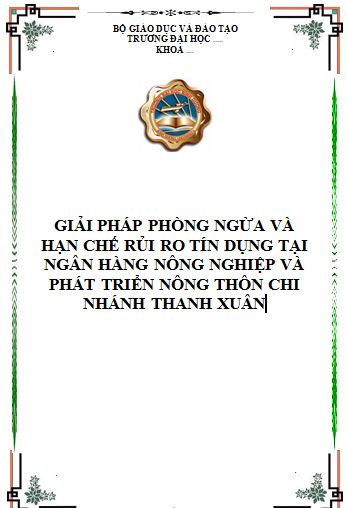 BỘ GIÁO DỤC VÀ ĐÀO TẠO
TRƯỜNG ĐẠI HỌC .....
KHOA ....
GIẢI PHÁP PHÒNG NGỪA VÀ
HẠN CHẾ RỦI RO TÍN DỤNG TẠI
NGÂN HÀNG NÔNG NGHIỆP VÀ
PHÁT TRIỂN NÔNG THÔN CHI
NHÁNH THANH XUÂN